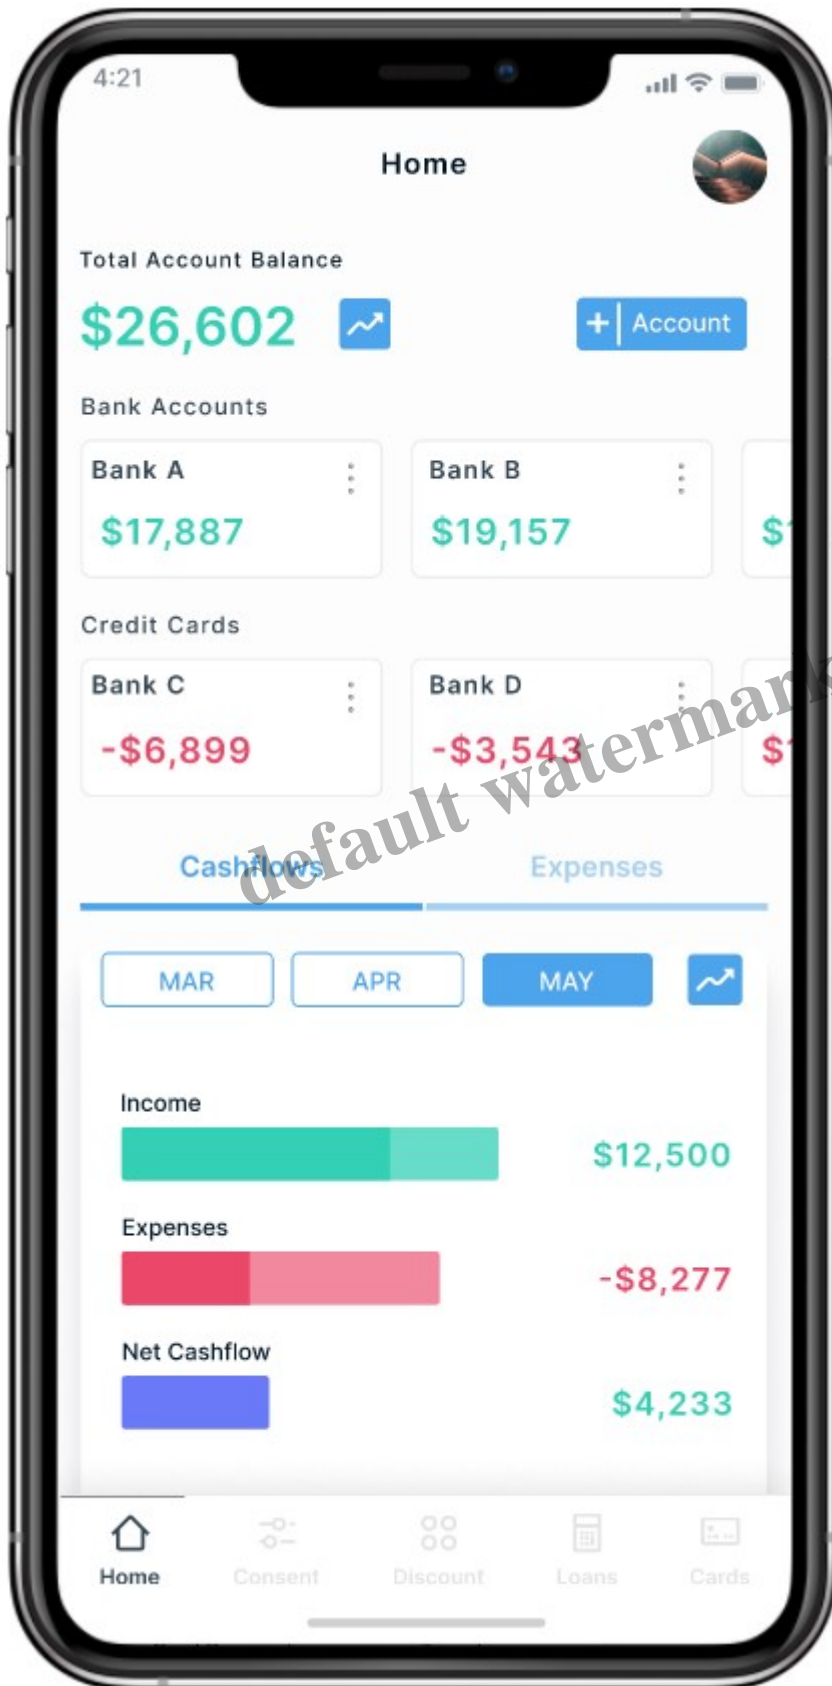 4:21
Home
Total Account Balance
$26,602
+ Account
Bank Accounts
Bank A
Bank B
$17,887
$19,157
Credit Cards
Bank C
Bank D
-$6,899
-$3,543
default watermark
Cashflows
Expenses
MAR
APR
MAY
Income
$12,500
Expenses
-$8,277
Net Cashflow
$4,233
Home
Consent
Discount
Loans
Cards